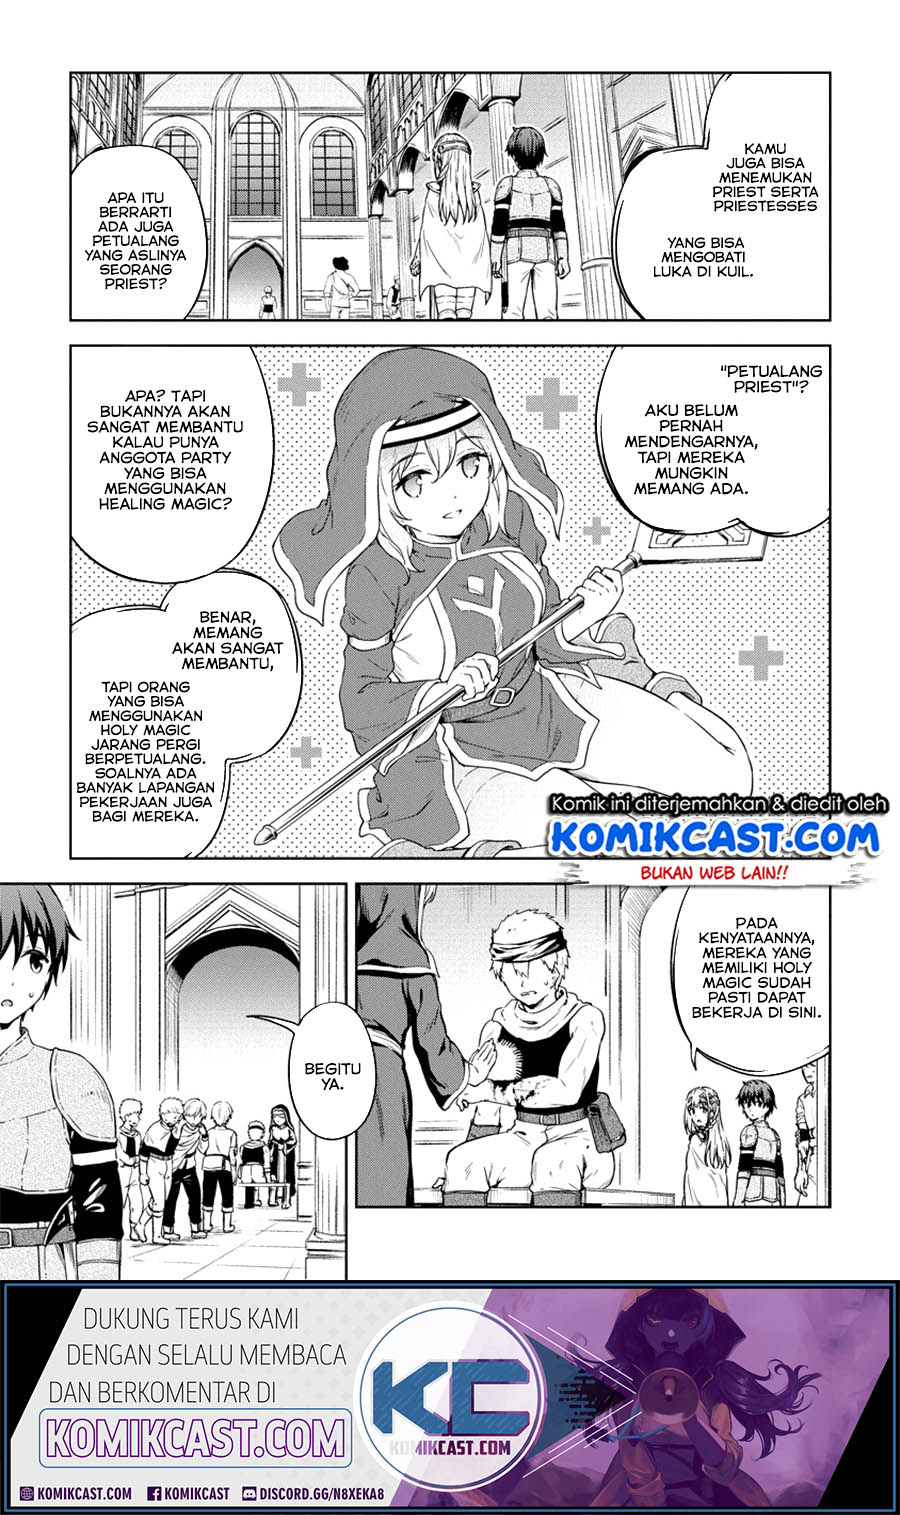 KAMU
JUGA BISA
MENEMUKAN
PRIEST SERTA
PRIESTESSES
YANG BISA
MENGOBATI
LUKA DI KUIL.
APA ITU
BERRARTI
ADA JUGA
PETUALANG
YANG ASLINYA
SEORANG
PRIEST?
"PETUALANG
PRIEST"?
AKU BELUM
PERNAH
MENDENGARNYA,
TAPI MEREKA
MUNGKIN
MEMANG ADA.
APA? TAPI
BUKANNYA AKAN
SANGAT MEMBANTU
KALAU PUNYA
ANGGOTA PARTY
YANG BISA
MENGGUNAKAN
HEALING MAGIC?
BENAR,
MEMANG
AKAN SANGAT
MEMBANTU,
TAPI ORANG
YANG BISA
MENGGUNAKAN
HOLY MAGIC
JARANG PERGI
BERPETUALANG.
SOALNYA ADA
BANYAK LAPANGAN
PEKERJAAN JUGA
BAGI MEREKA.
Komik ini diterjemahkan & diedit oleh
KOMIKCAST.COM
BUKAN WEB LAIN!!
PADA
KENYATAANNYA,
MEREKA YANG
MEMILIKI HOLY
MAGIC SUDAH
PASTI DAPAT
BEKERJA DI SINI.
BEGITU
YA.
DUKUNG TERUS KAMI
DENGAN SELALU MEMBACA
DAN BERKOMENTAR DI
KOMIKCAST.COM
KOMIKCAST.COM KOMIKCAST DISCORD.GG/N8XEKA8
KC
KOMIKCAST.COM